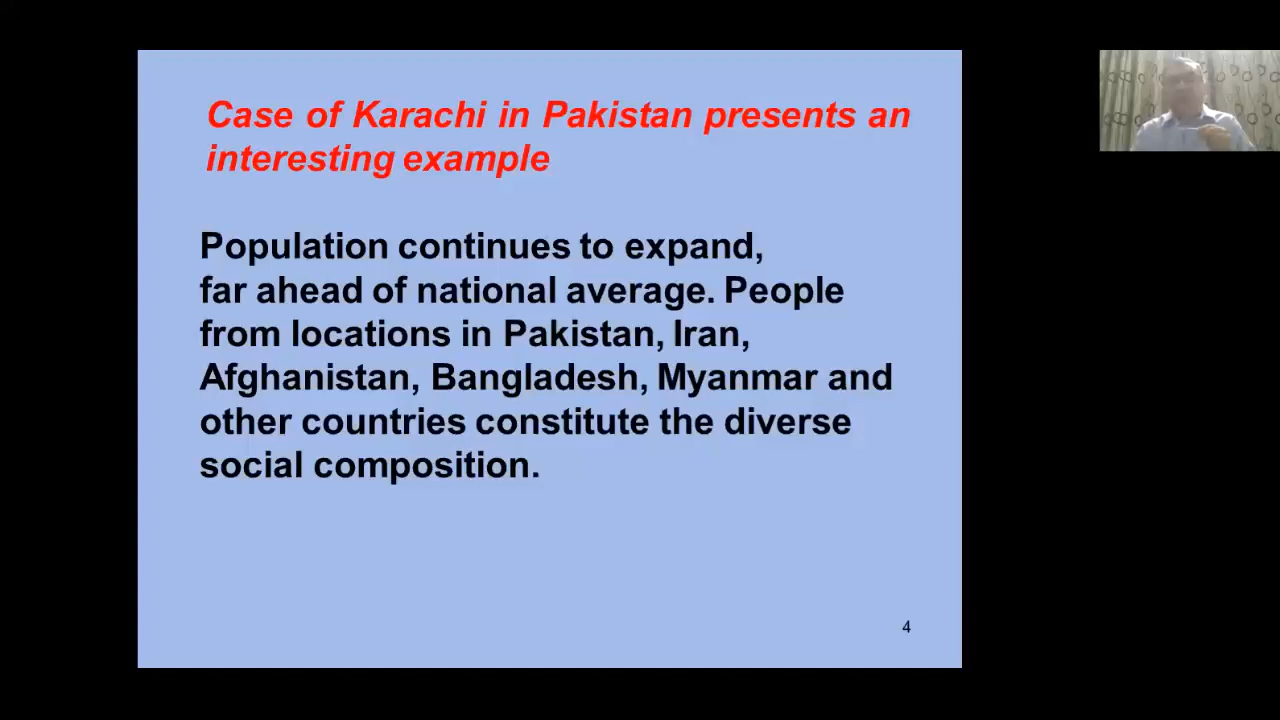 Case of Karachi in Pakistan presents an
interesting example
Population continues to expand,
far ahead of national average. People
from locations in Pakistan, Iran,
Afghanistan, Bangladesh, Myanmar and
other countries constitute the diverse
social composition.
4